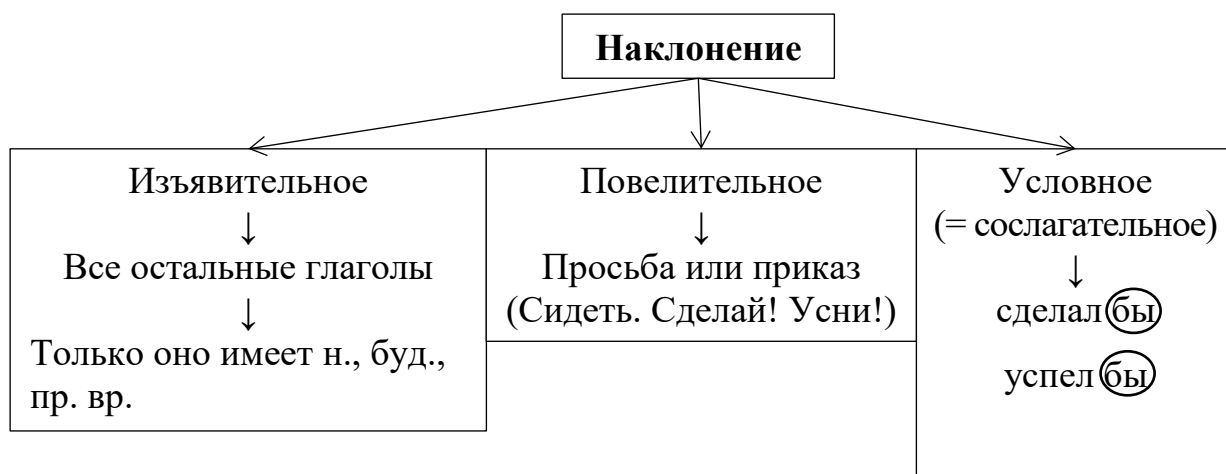 Наклонение
Изъявительное
↓
Все остальные глаголы
↓
Только оно имеет н., буд.,
пр. вр.
Повелительное
↓
Просьба или приказ
(Сидеть. Сделай! Усни!)
Условное
(= сослагательное)
↓
сделал бы
успел бы